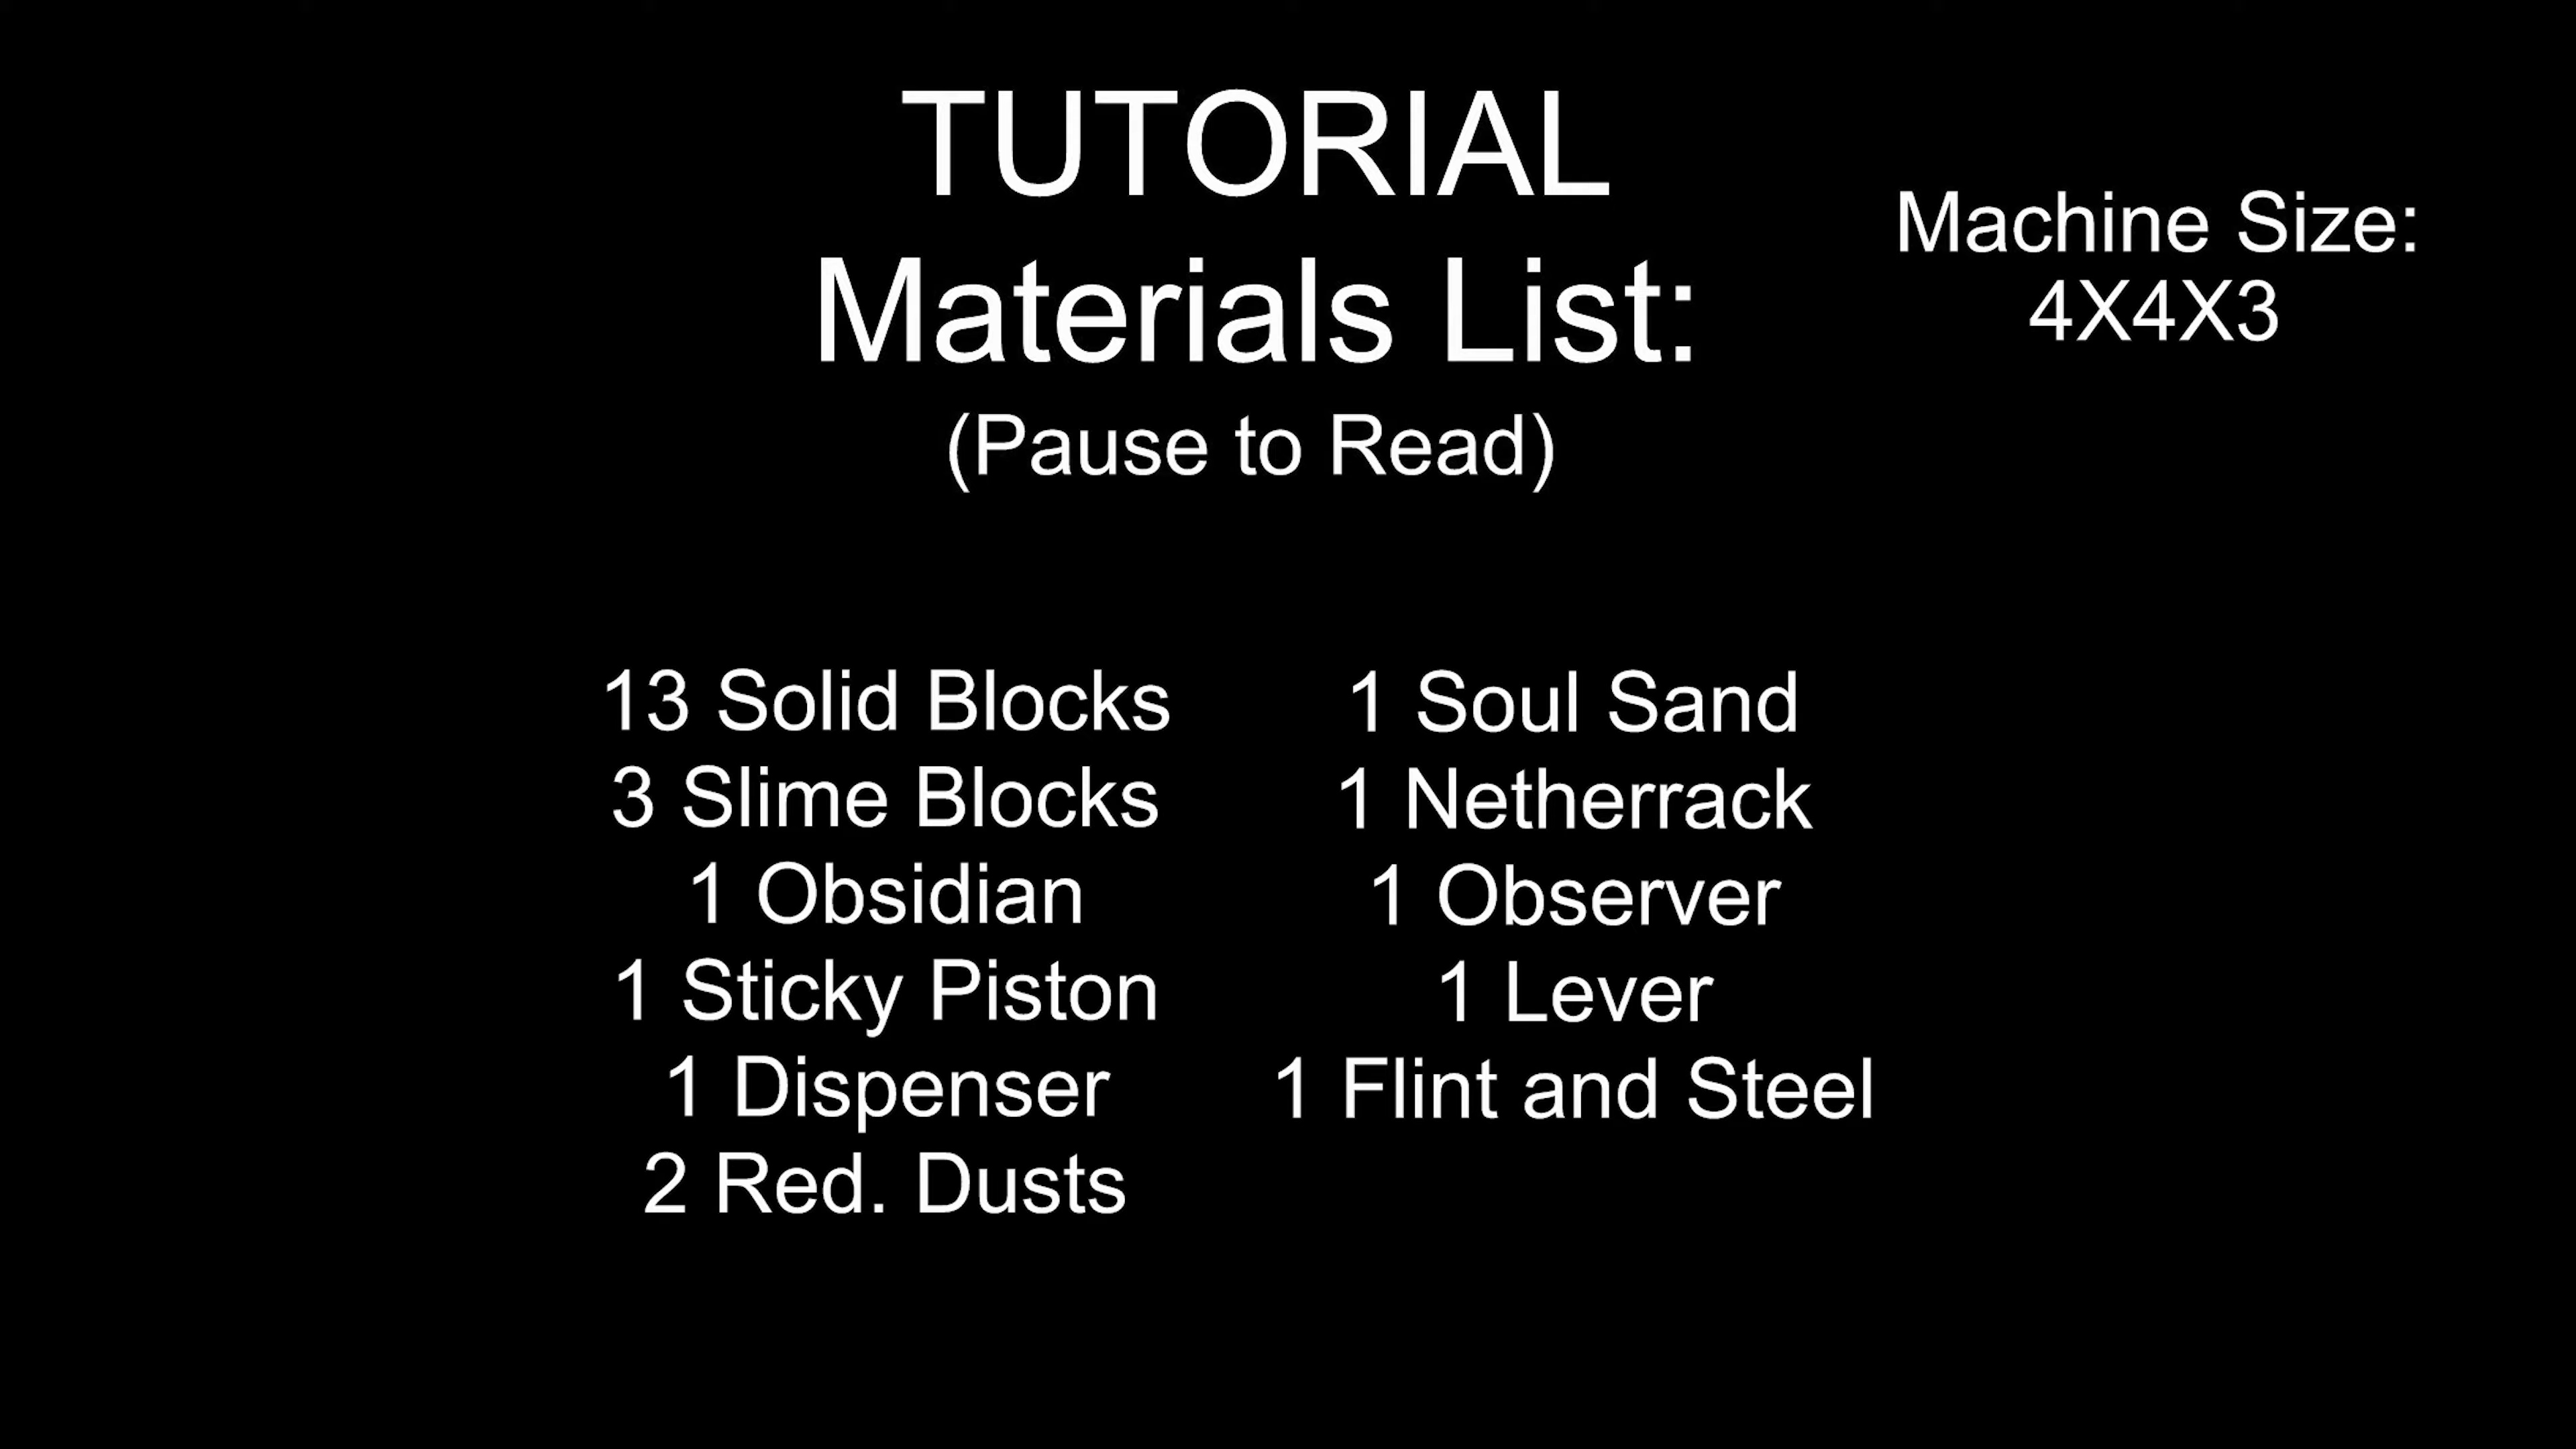 TUTORIAL
Materials List:
(Pause to Read)
Machine Size:
4X4X3
13 Solid Blocks
3 Slime Blocks
1 Obsidian
1 Sticky Piston
1 Dispenser
2 Red. Dusts
1 Soul Sand
1 Netherrack
1 Observer
1 Lever
1 Flint and Steel